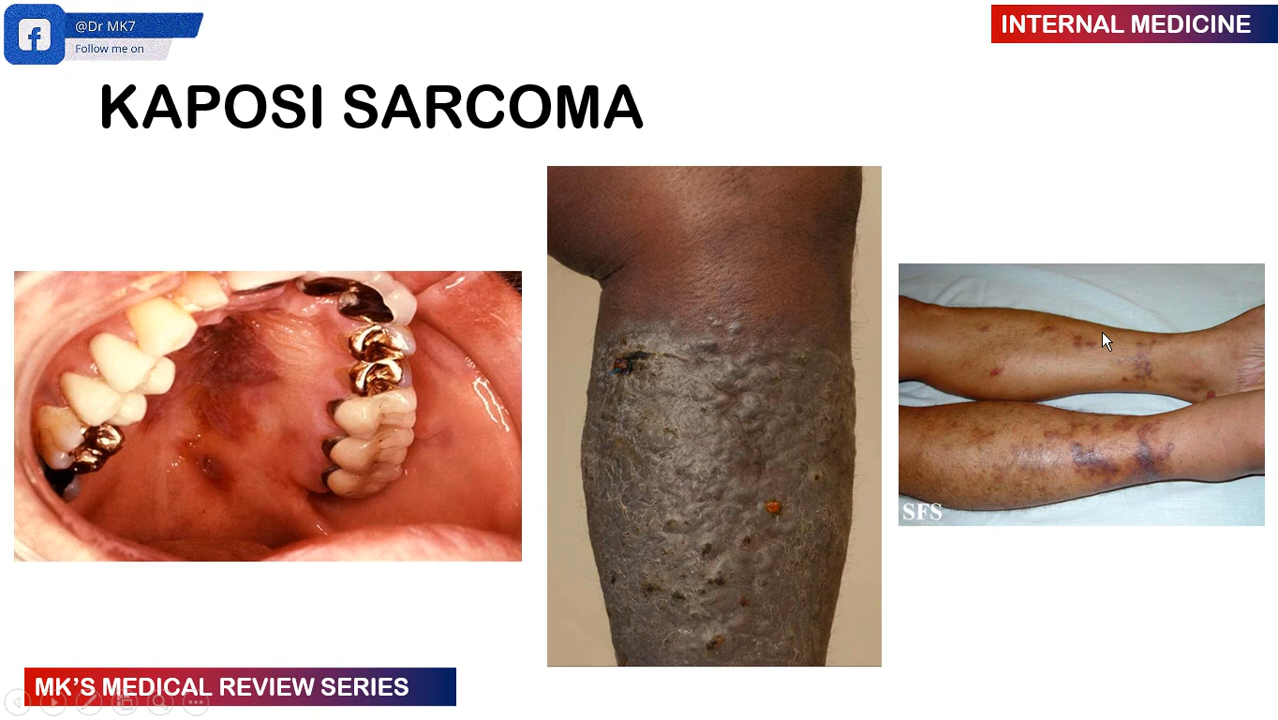 @Dr MK7
Follow me on
INTERNAL MEDICINE
KAPOSI SARCOMA
SFS
MK'S MEDICAL REVIEW SERIES